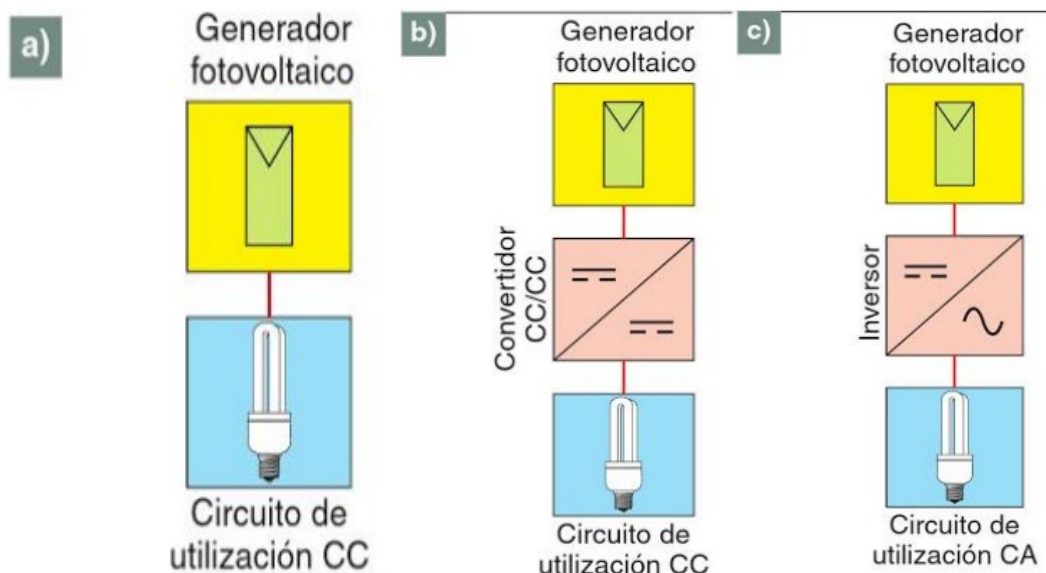 a)
Generador
fotovoltaico
Circuito de
utilización CC
b)
Generador
fotovoltaico
Convertidor
CC/CC
Circuito de
utilización CC
c)
Generador
fotovoltaico
Inversor
Circuito de
utilización CA